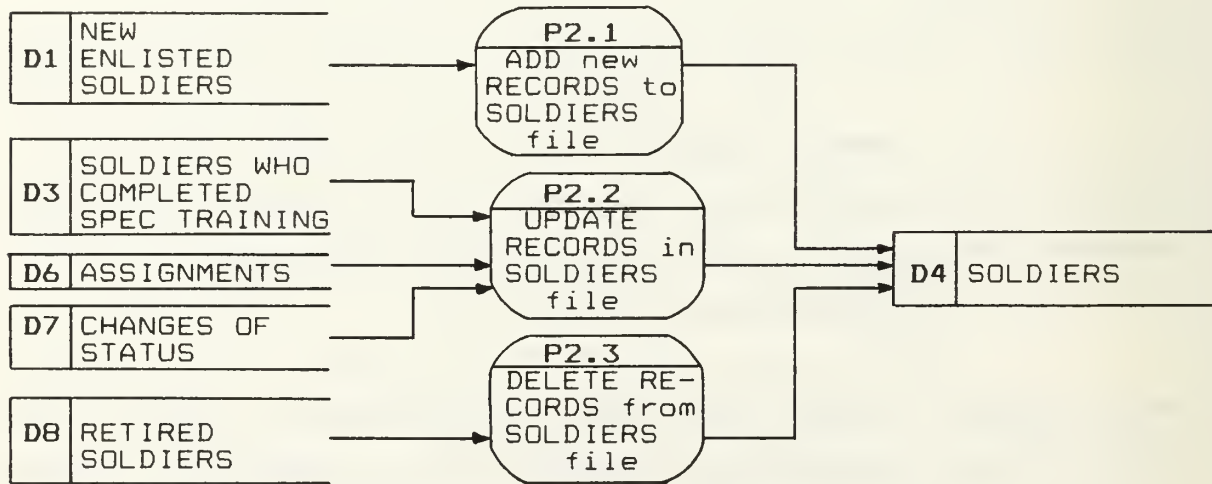 D1
NEW
ENLISTED
SOLDIERS
P2.1
ADD new
RECORDS to
SOLDIERS
file
D3
SOLDIERS WHO
COMPLETED
SPEC TRAINING
P2.2
UPDATE
RECORDS in
SOLDIERS
file
D6 ASSIGNMENTS
D4 SOLDIERS
D7 CHANGES OF
STATUS
P2.3
DELETE RE-
CORDS from
SOLDIERS
file
D8 RETIRED
SOLDIERS